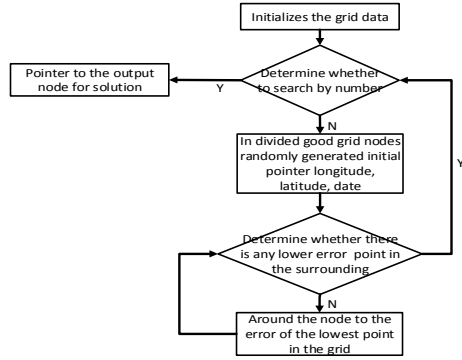 Initializes the grid data
Pointer to the output
node for solution
Determine whether
to search by number
Y
N
In divided good grid nodes
randomly generated initial
pointer longitude,
latitude, date
Y
Determine whether there
is any lower error point in
the surrounding
N
Around the node to the
error of the lowest point
in the grid